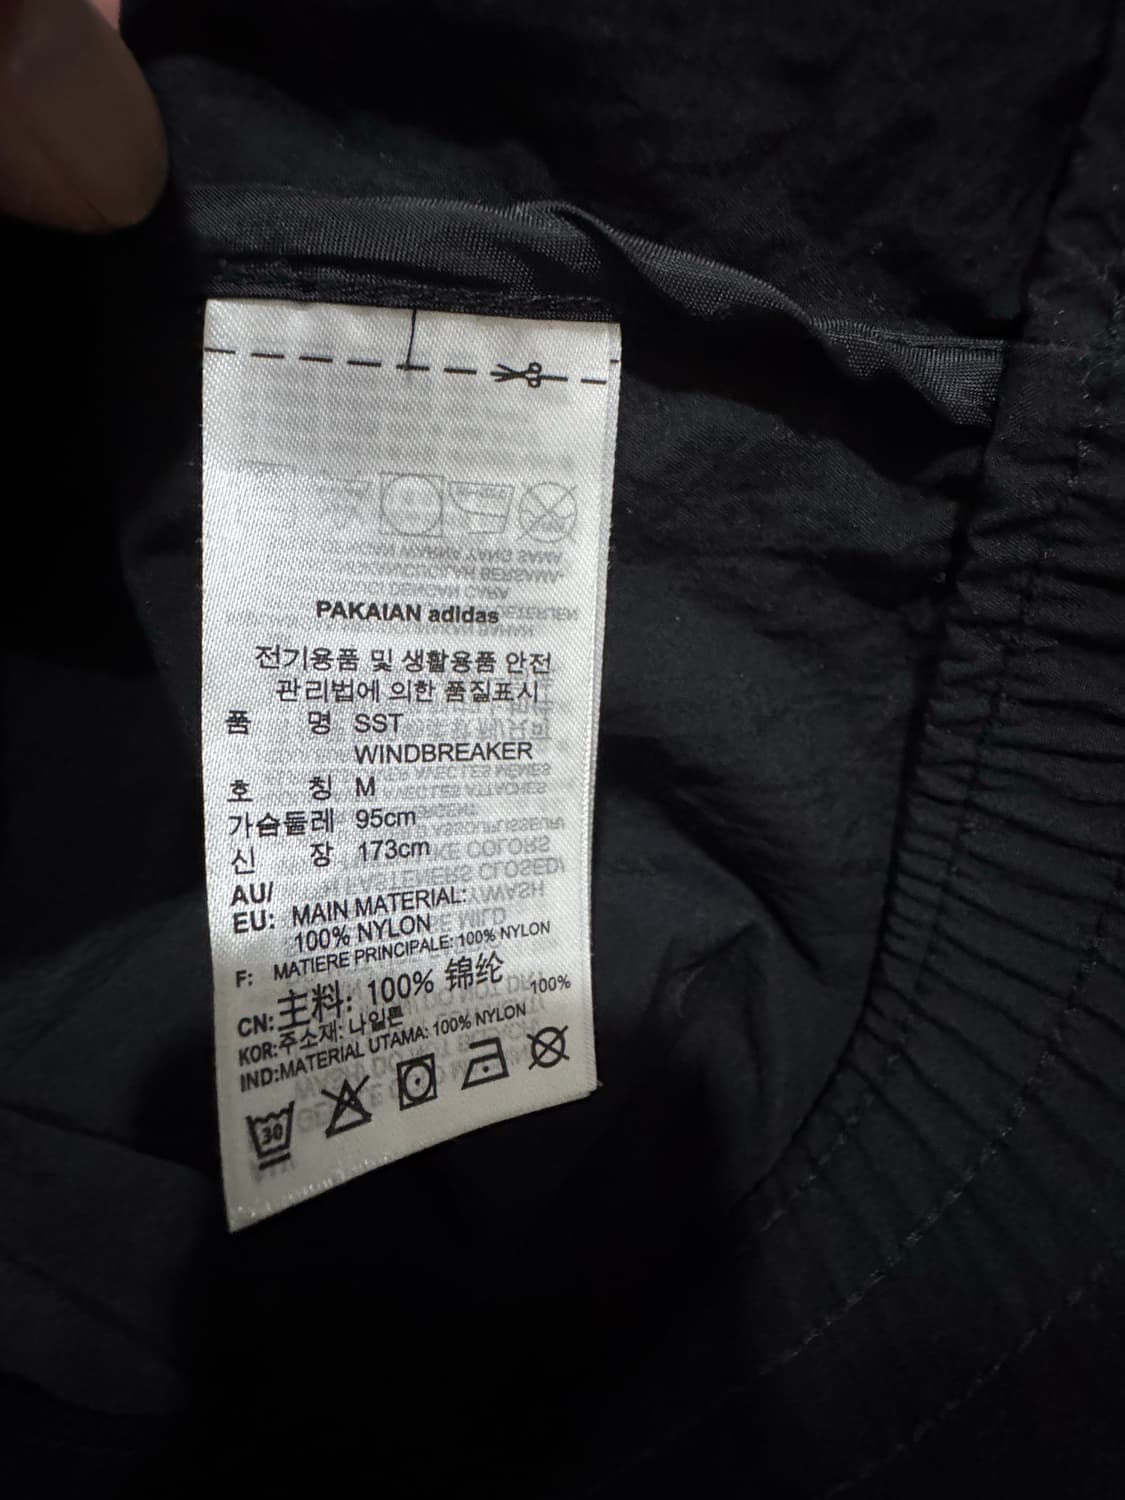 PAKAIAN adidas
전기용품 및 생활용품 안전
관리법에 의한 품질표시
품 명 SST
WINDBREAKER
호 칭 M
가슴둘레 95cm
신 장 173cm
AU/
EU: MAIN MATERIAL:
100% NYLON
F: MATIERE PRINCIPALE: 100% NYLON
CN: 主料: 100% 锦纶
KOR:주소재: 나일론 100%
IND:MATERIAL UTAMA: 100% NYLON
30